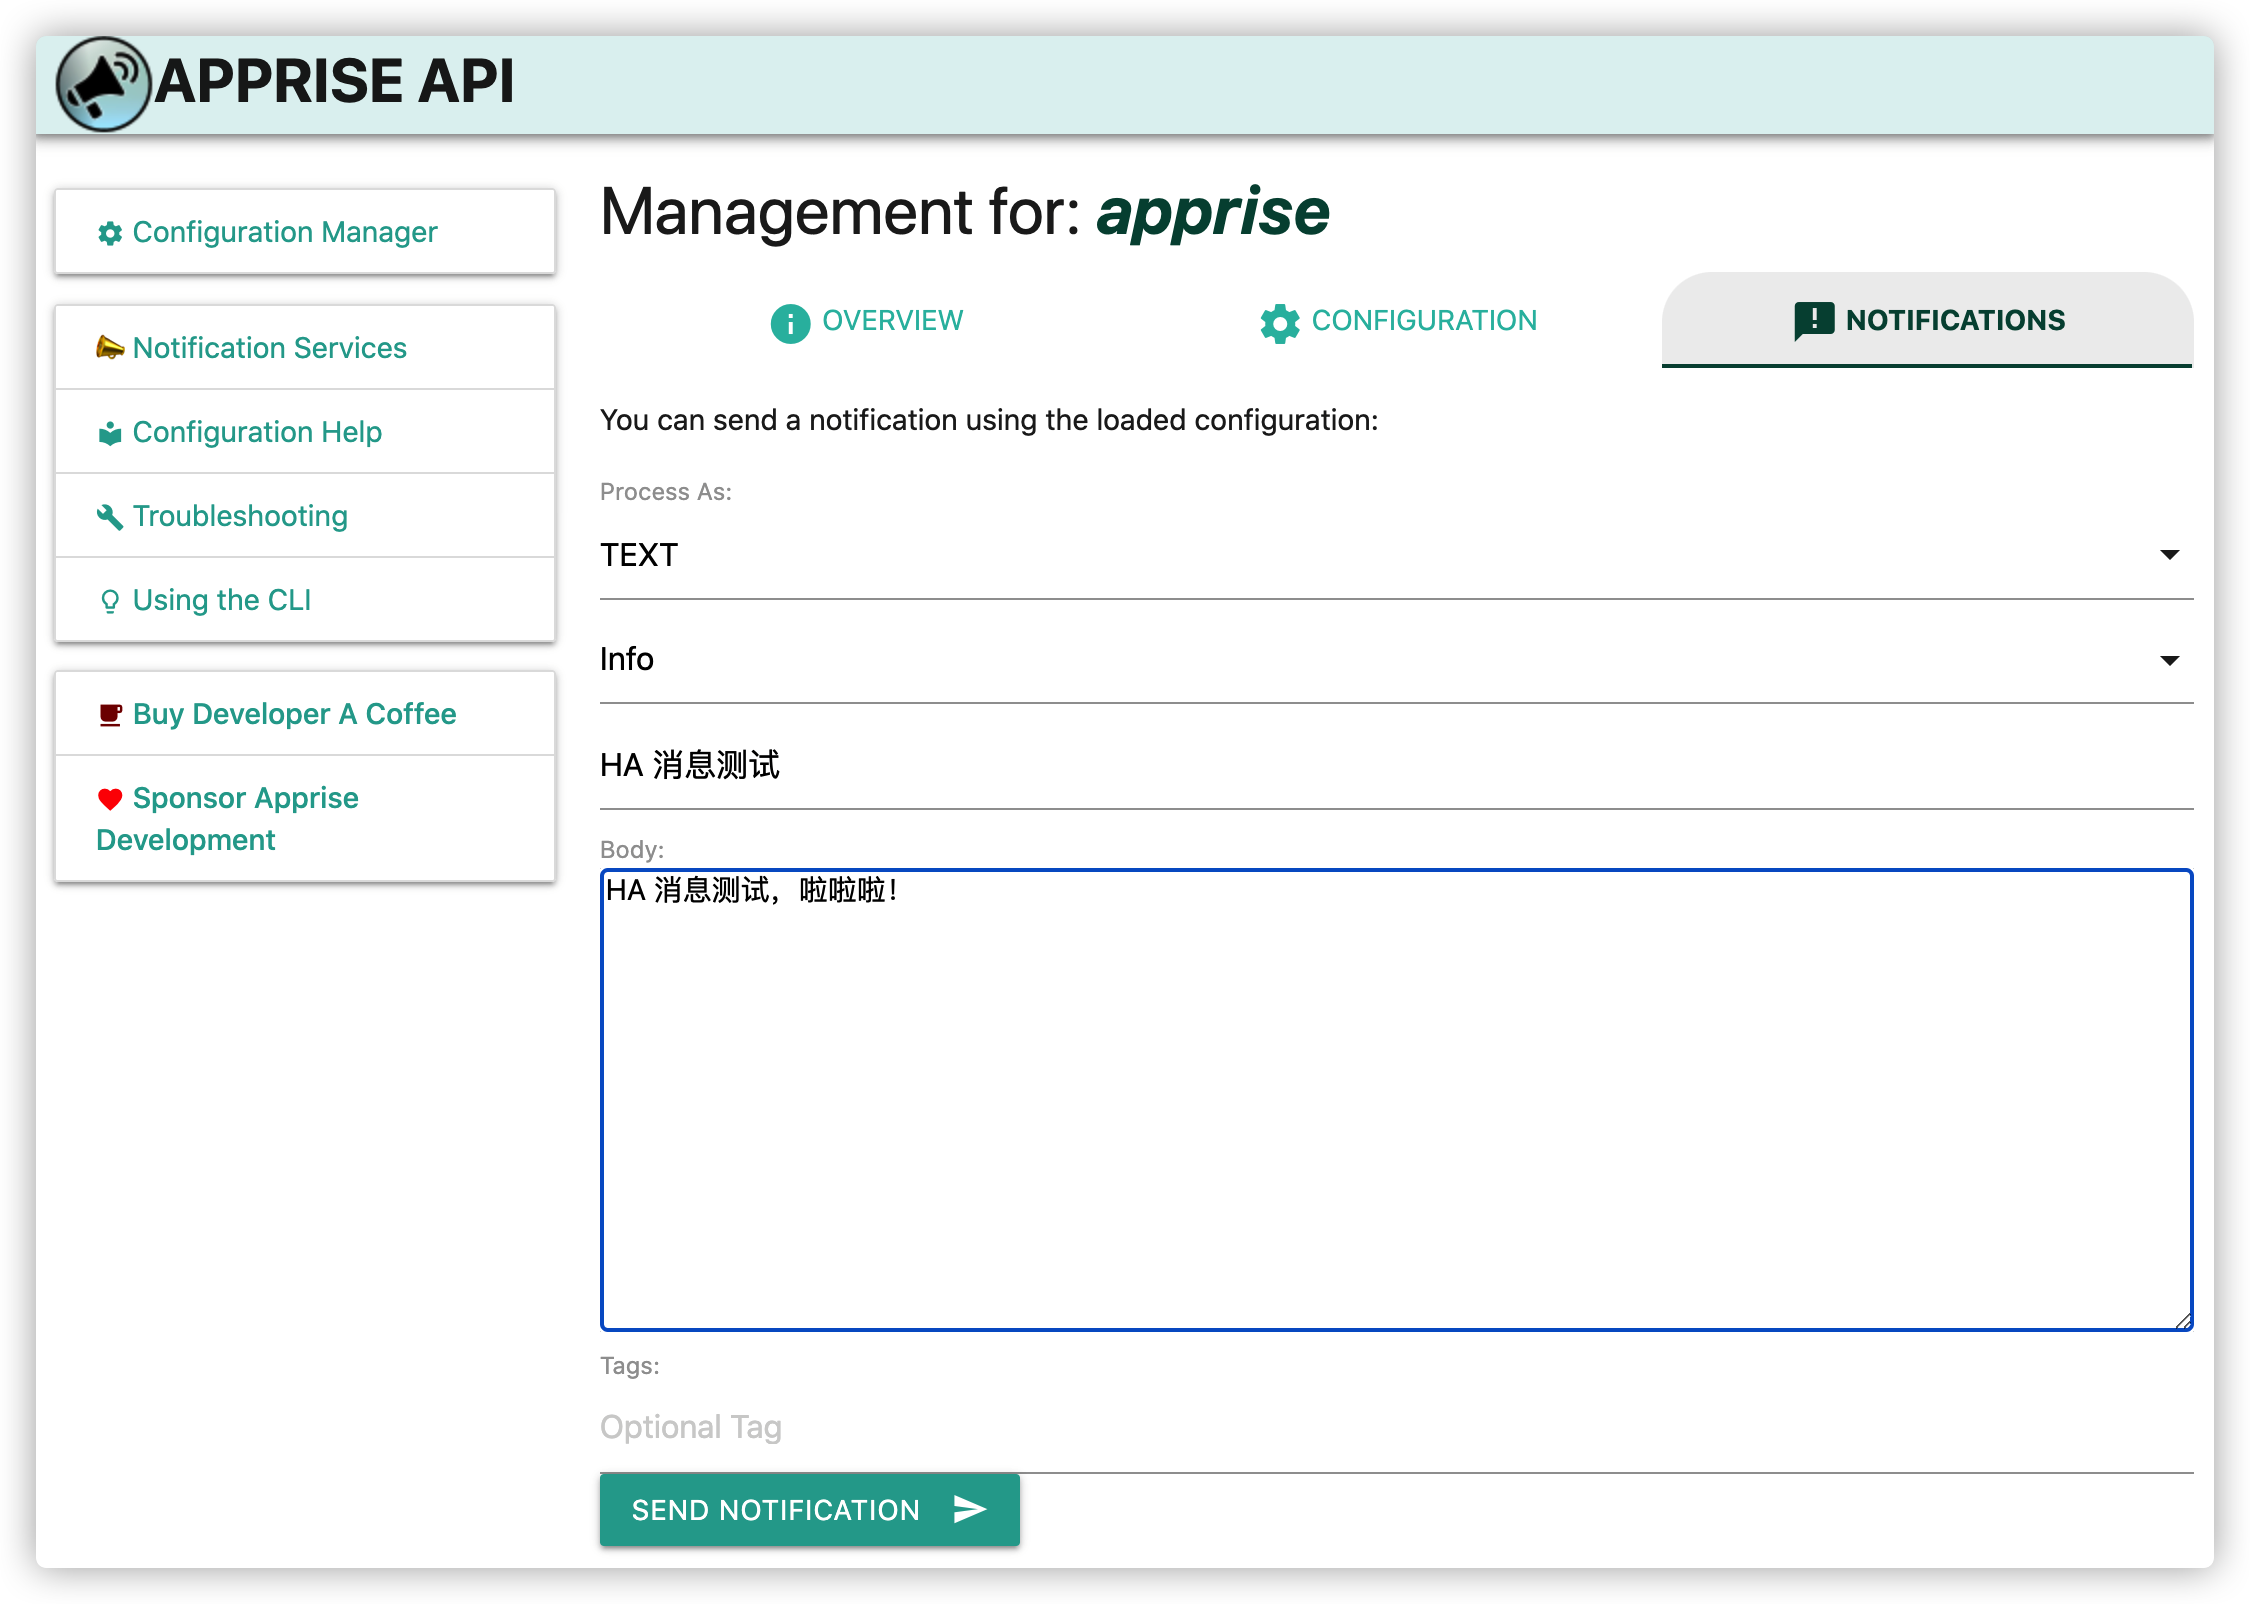 APPRISE API
Configuration Manager
Notification Services
Configuration Help
Troubleshooting
Using the CLI
Buy Developer A Coffee
Sponsor Apprise
Development
Management for: apprise
OVERVIEW
CONFIGURATION
NOTIFICATIONS
You can send a notification using the loaded configuration:
Process As:
TEXT
Info
HA 消息测试
Body:
HA 消息测试，啦啦啦！
Tags:
Optional Tag
SEND NOTIFICATION